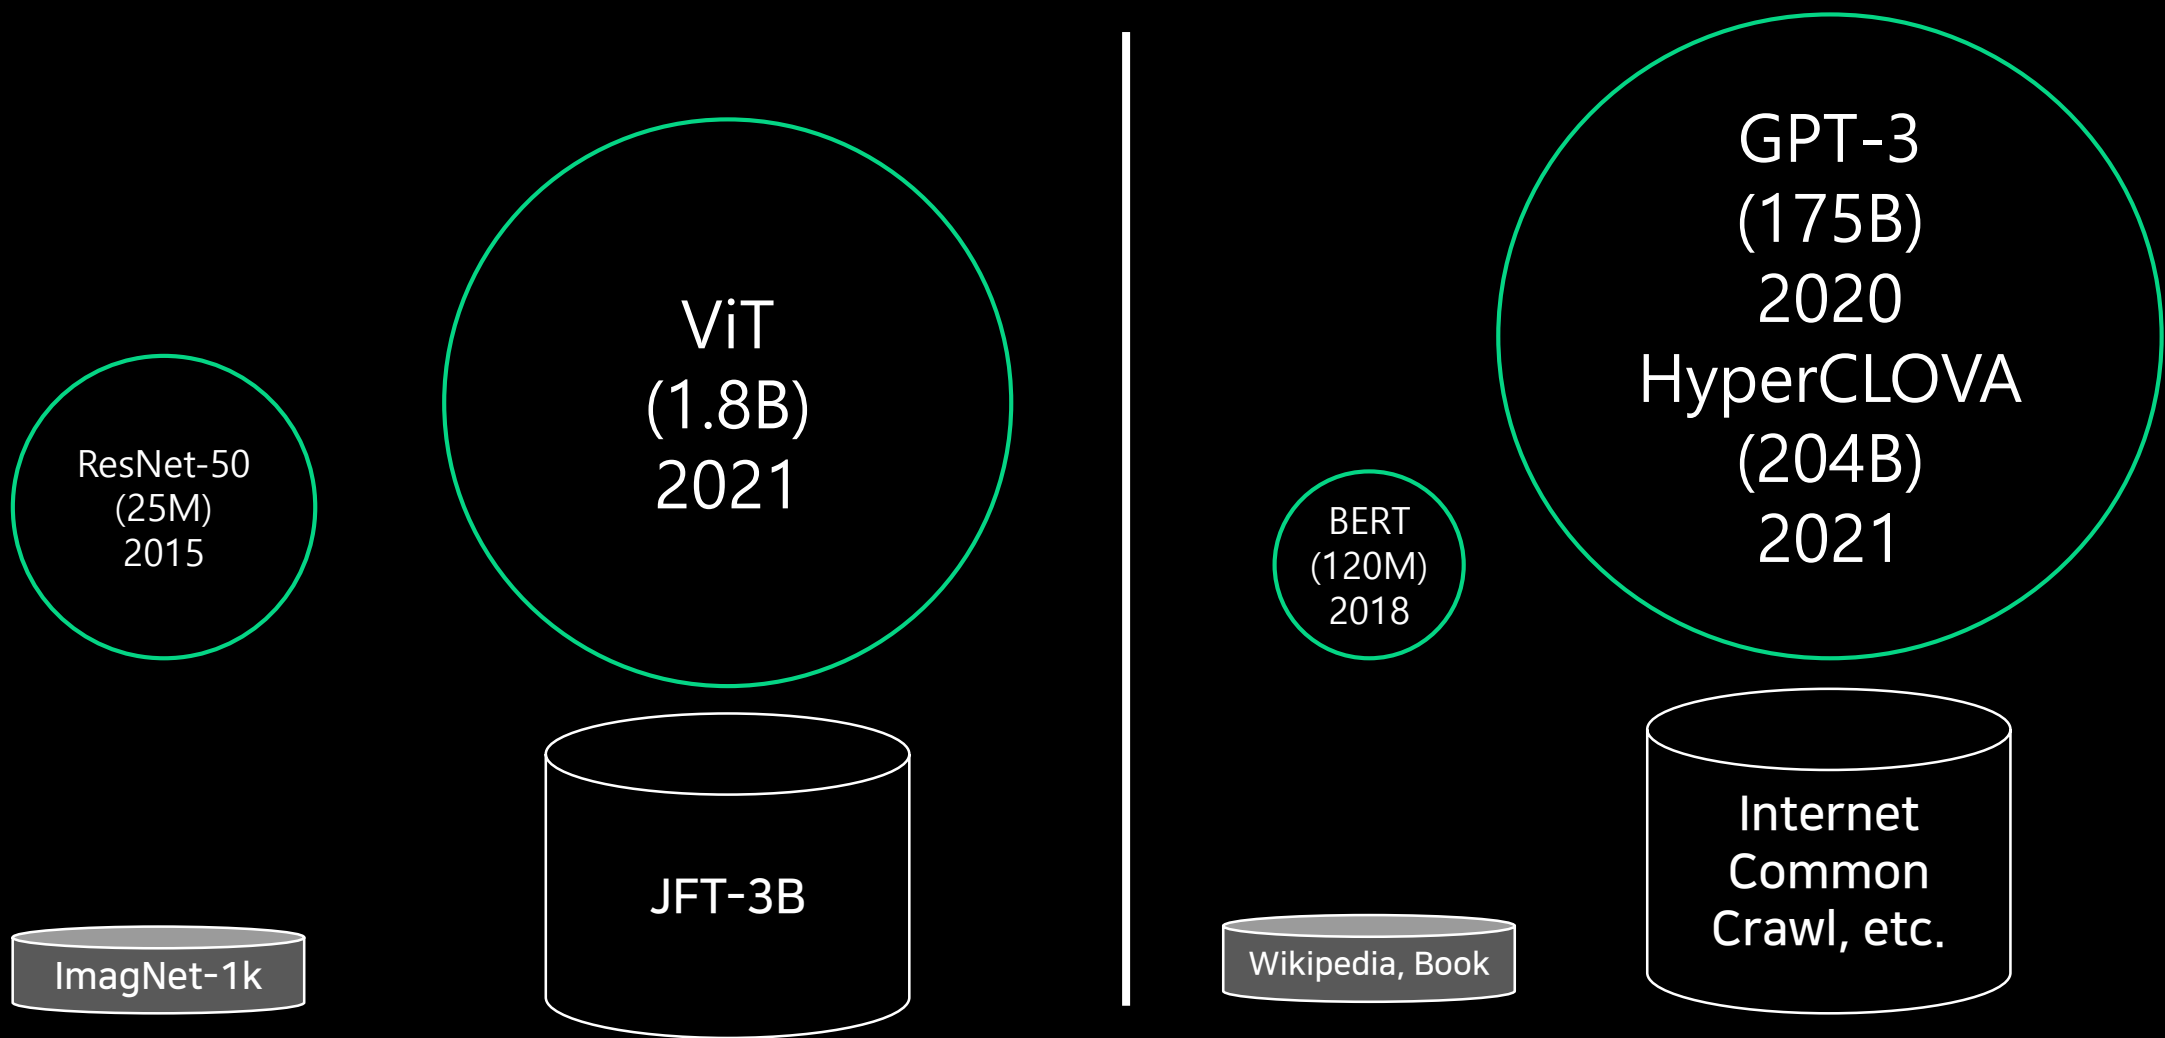 ResNet-50
(25M)
2015
ViT
(1.8B)
2021
ImagNet-1k
JFT-3B
BERT
(120M)
2018
GPT-3
(175B)
2020
HyperCLOVA
(204B)
2021
Wikipedia, Book
Internet
Common
Crawl, etc.